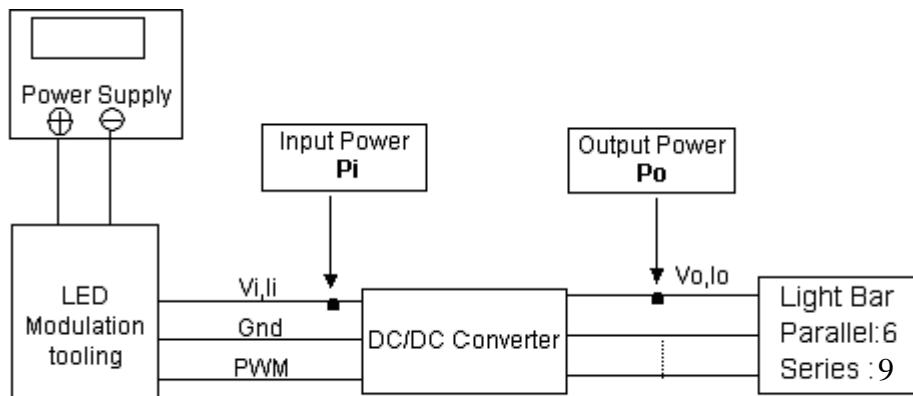 Power Supply
Input Power
Pi
Output Power
Po
LED
Modulation
tooling
Vi,Ii
Gnd
PWM
DC/DC Converter
Vo,Io
Light Bar
Parallel:6
Series :9